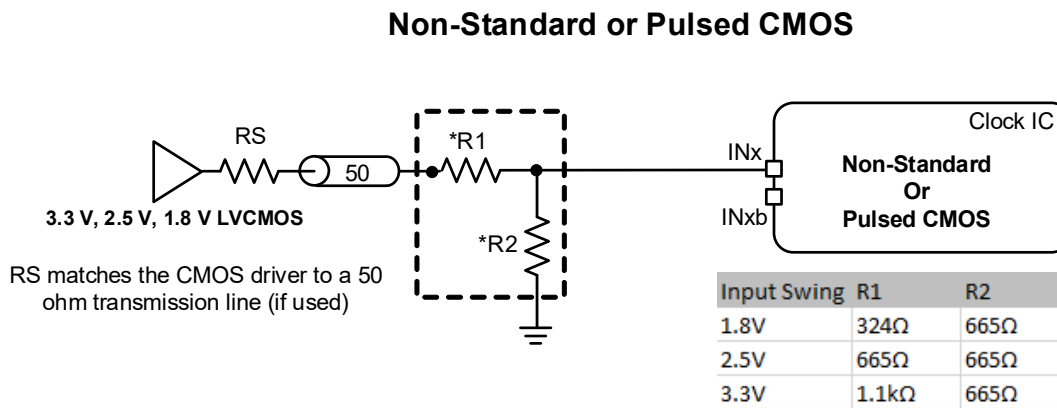 Non-Standard or Pulsed CMOS
RS
50
*R1
*R2
3.3 V, 2.5 V, 1.8 V LVCMOS
RS matches the CMOS driver to a 50
ohm transmission line (if used)
INx
INxb
Clock IC
Non-Standard
Or
Pulsed CMOS
Input Swing R1 R2
1.8V 324Ω 665Ω
2.5V 665Ω 665Ω
3.3V 1.1kΩ 665Ω